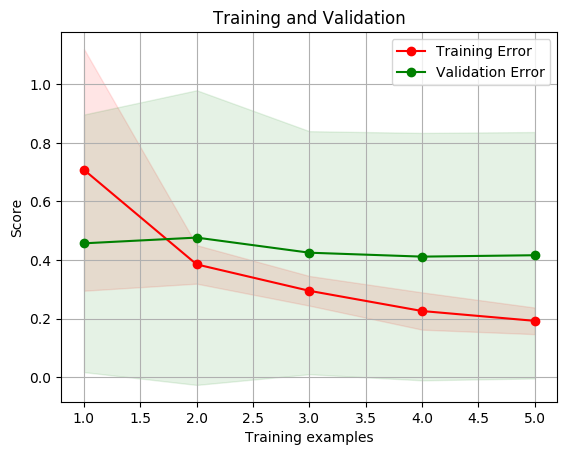 Training and Validation
Training Error
Validation Error
Score
1.0
0.8
0.6
0.4
0.2
0.0
1.0 1.5 2.0 2.5 3.0 3.5 4.0 4.5 5.0
Training examples